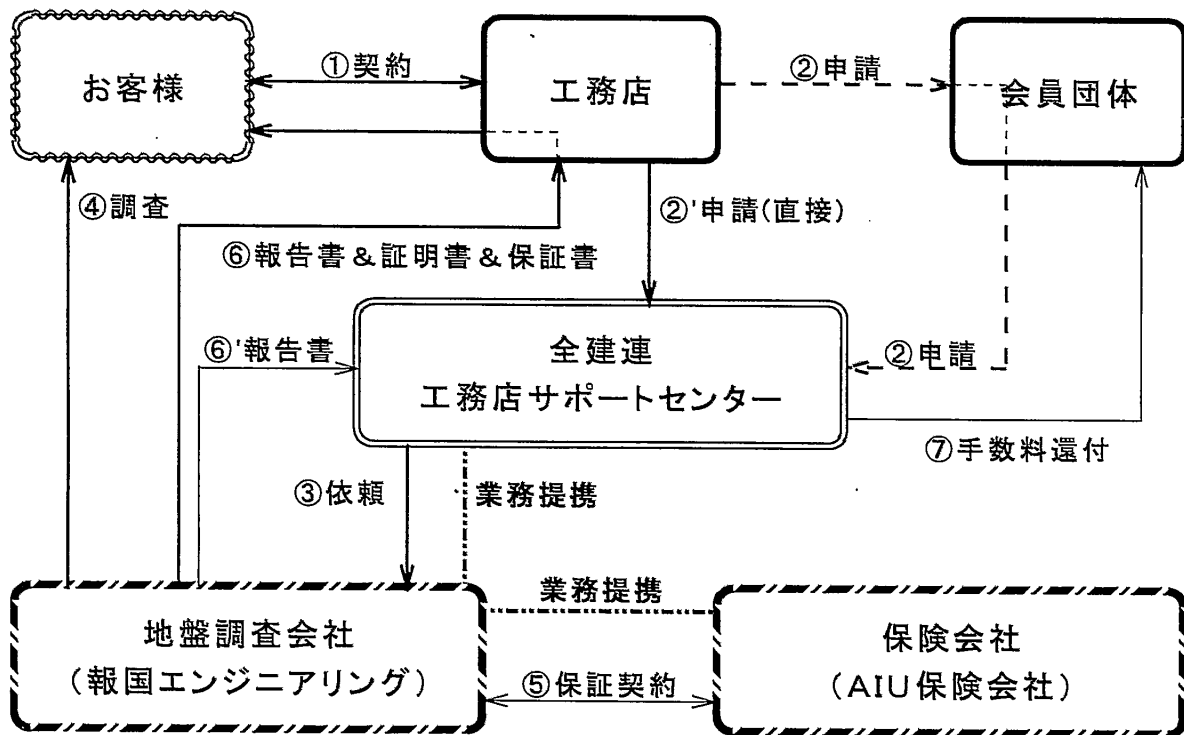 お客様
①契約
工務店
②申請
会員団体
④調査
②'申請(直接)
⑥報告書&証明書&保証書
⑥'報告書
全建連
工務店サポートセンター
②申請
⑦手数料還付
③依頼
業務提携
業務提携
地盤調査会社
(報国エンジニアリング)
⑤保証契約
保険会社
(AIU保険会社)